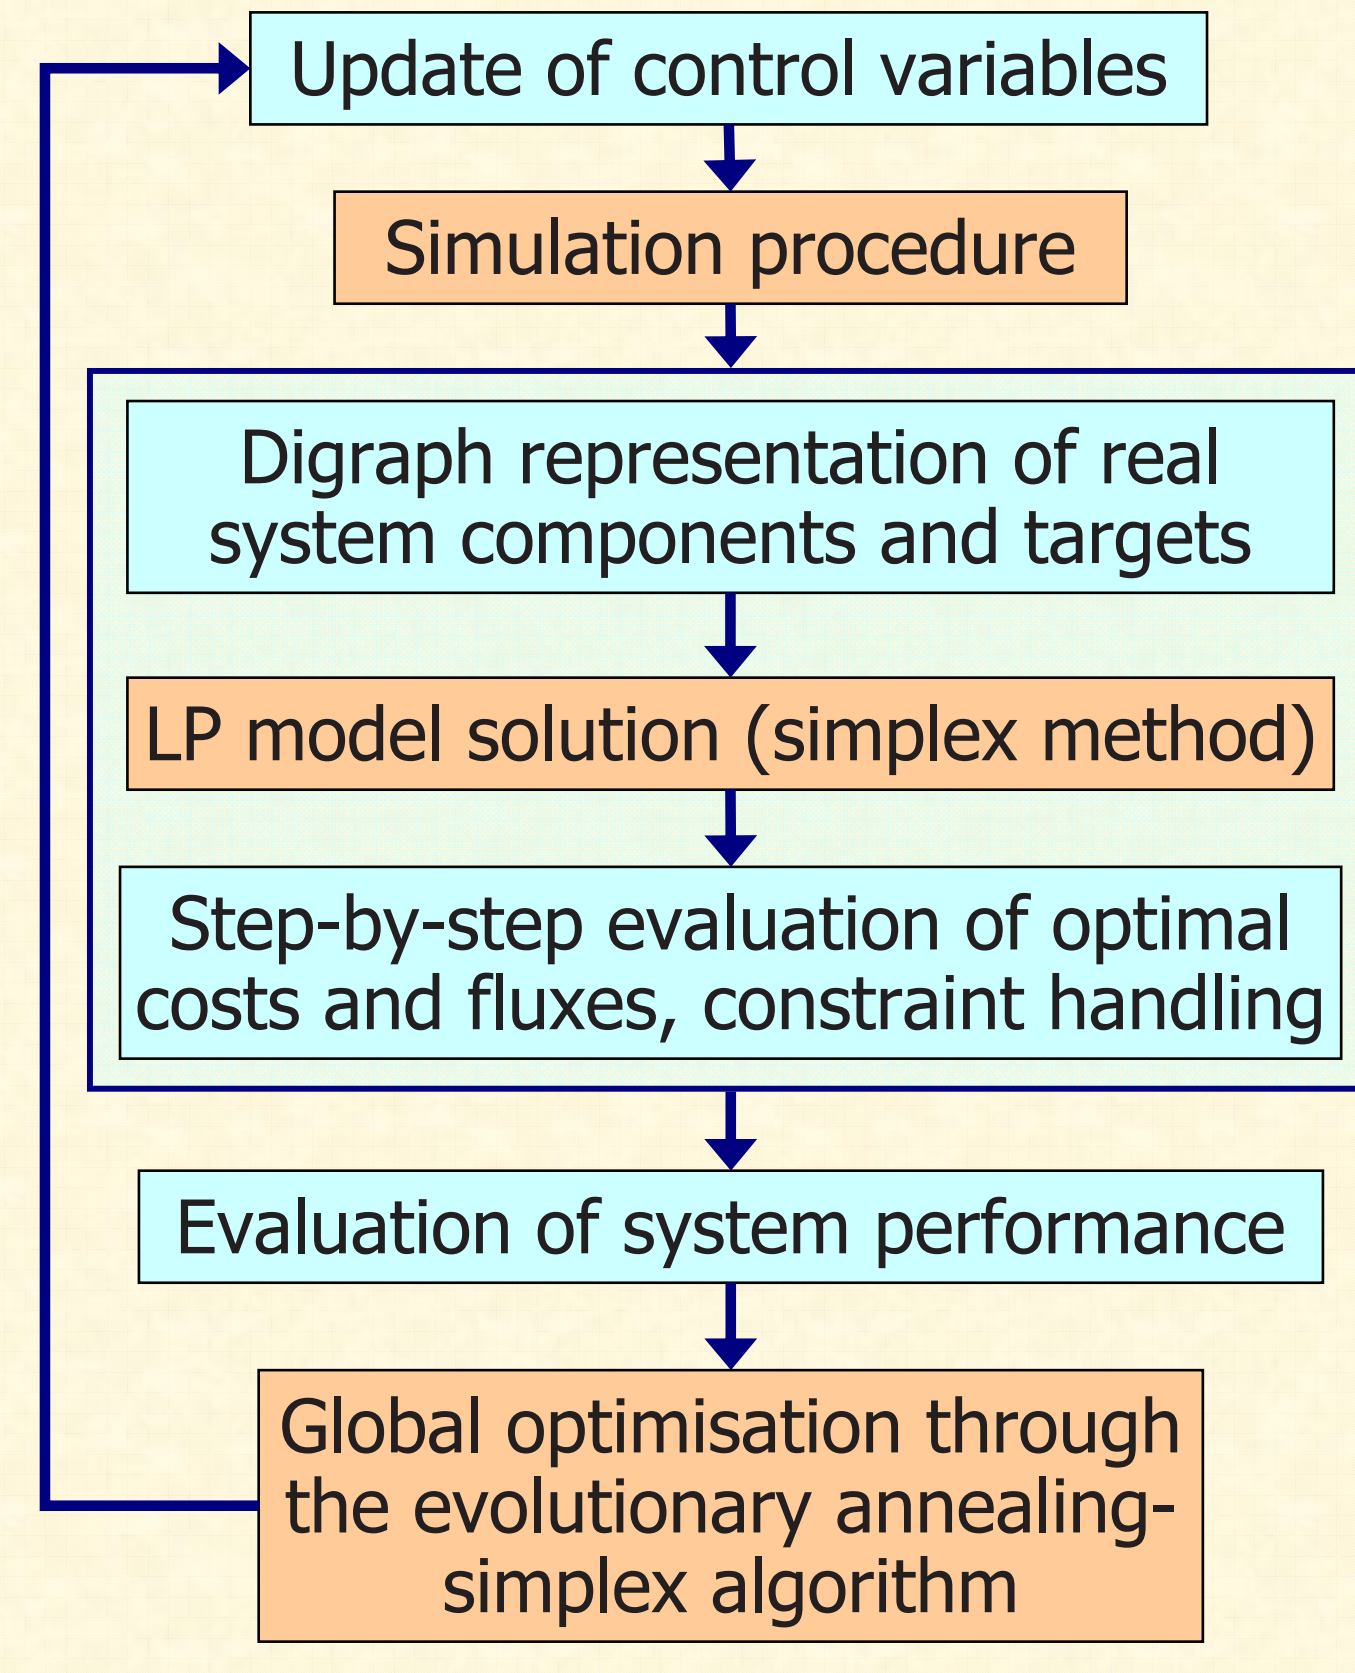 Update of control variables
Simulation procedure
Digraph representation of real
system components and targets
LP model solution (simplex method)
Step-by-step evaluation of optimal
costs and fluxes, constraint handling
Evaluation of system performance
Global optimisation through
the evolutionary annealing-
simplex algorithm